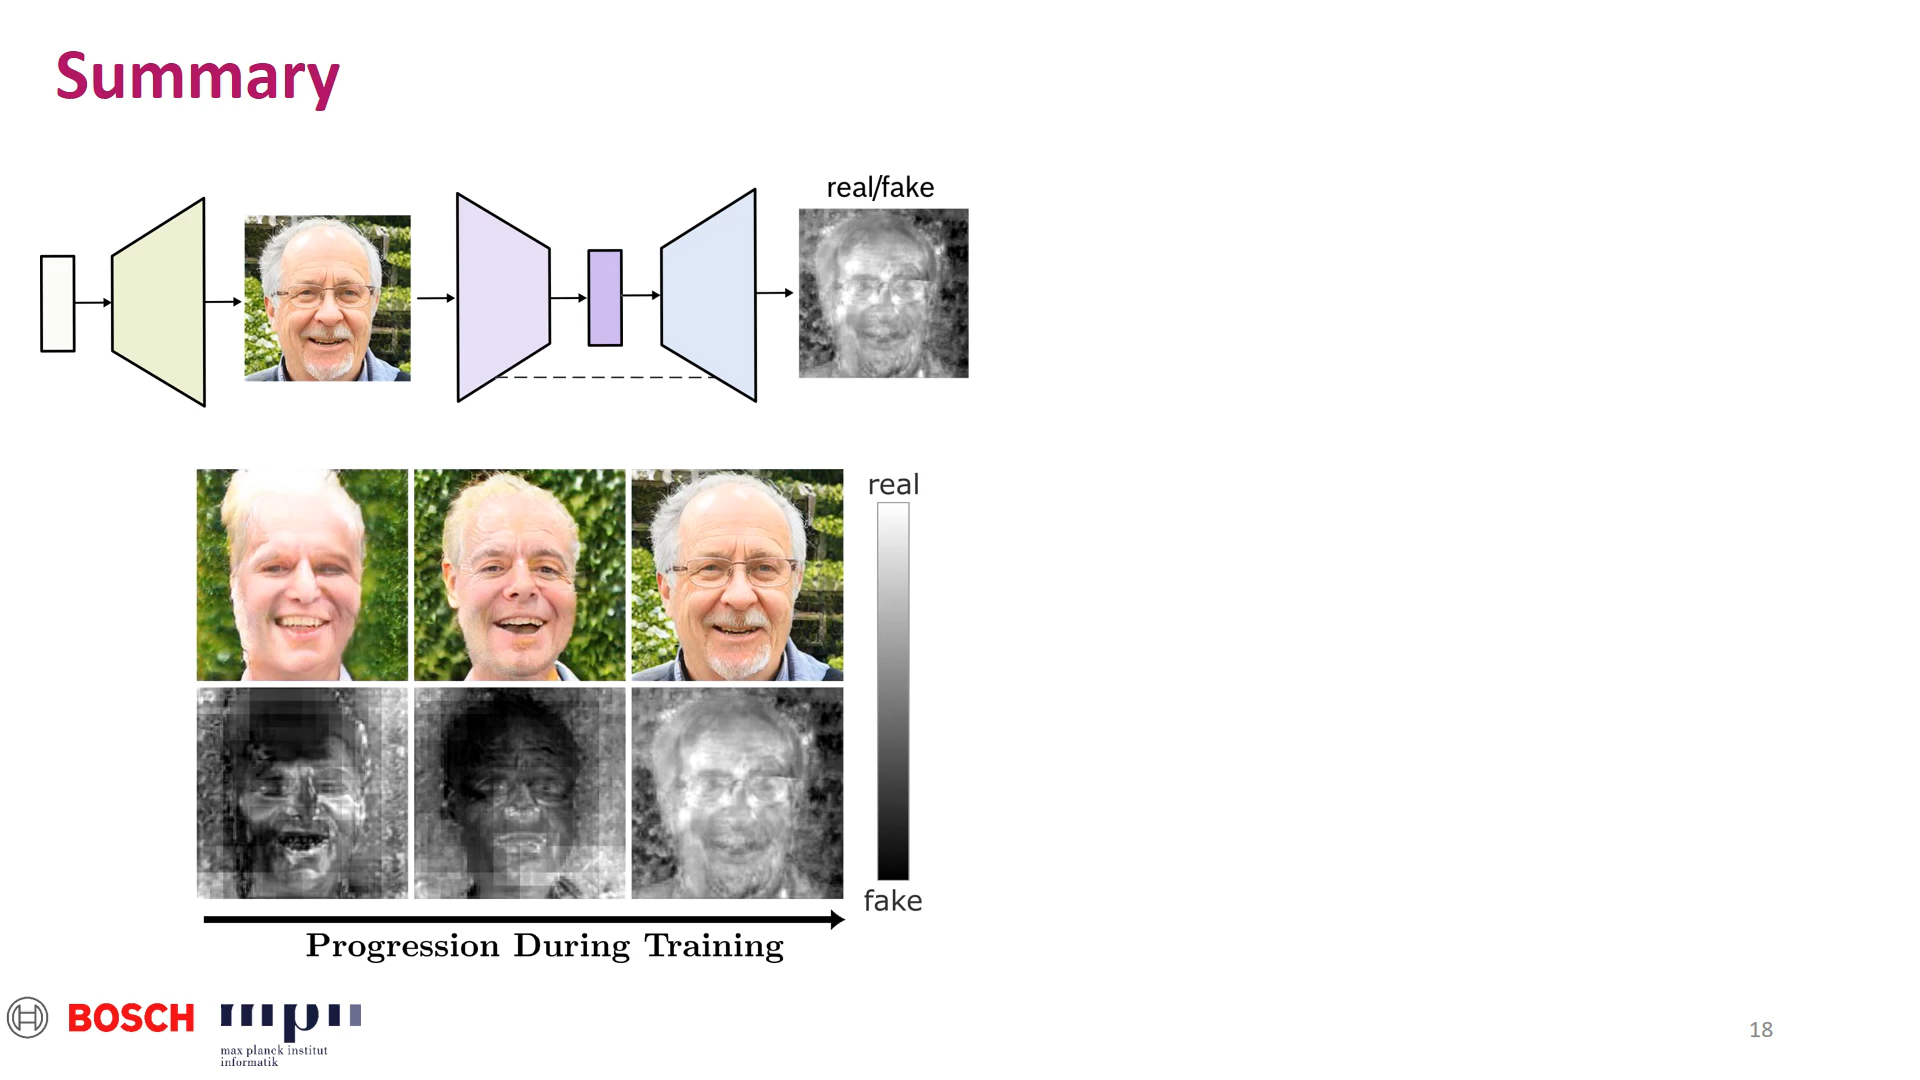 Summary
real/fake
real
fake
Progression During Training
BOSCH
max planck institut
informatik
18